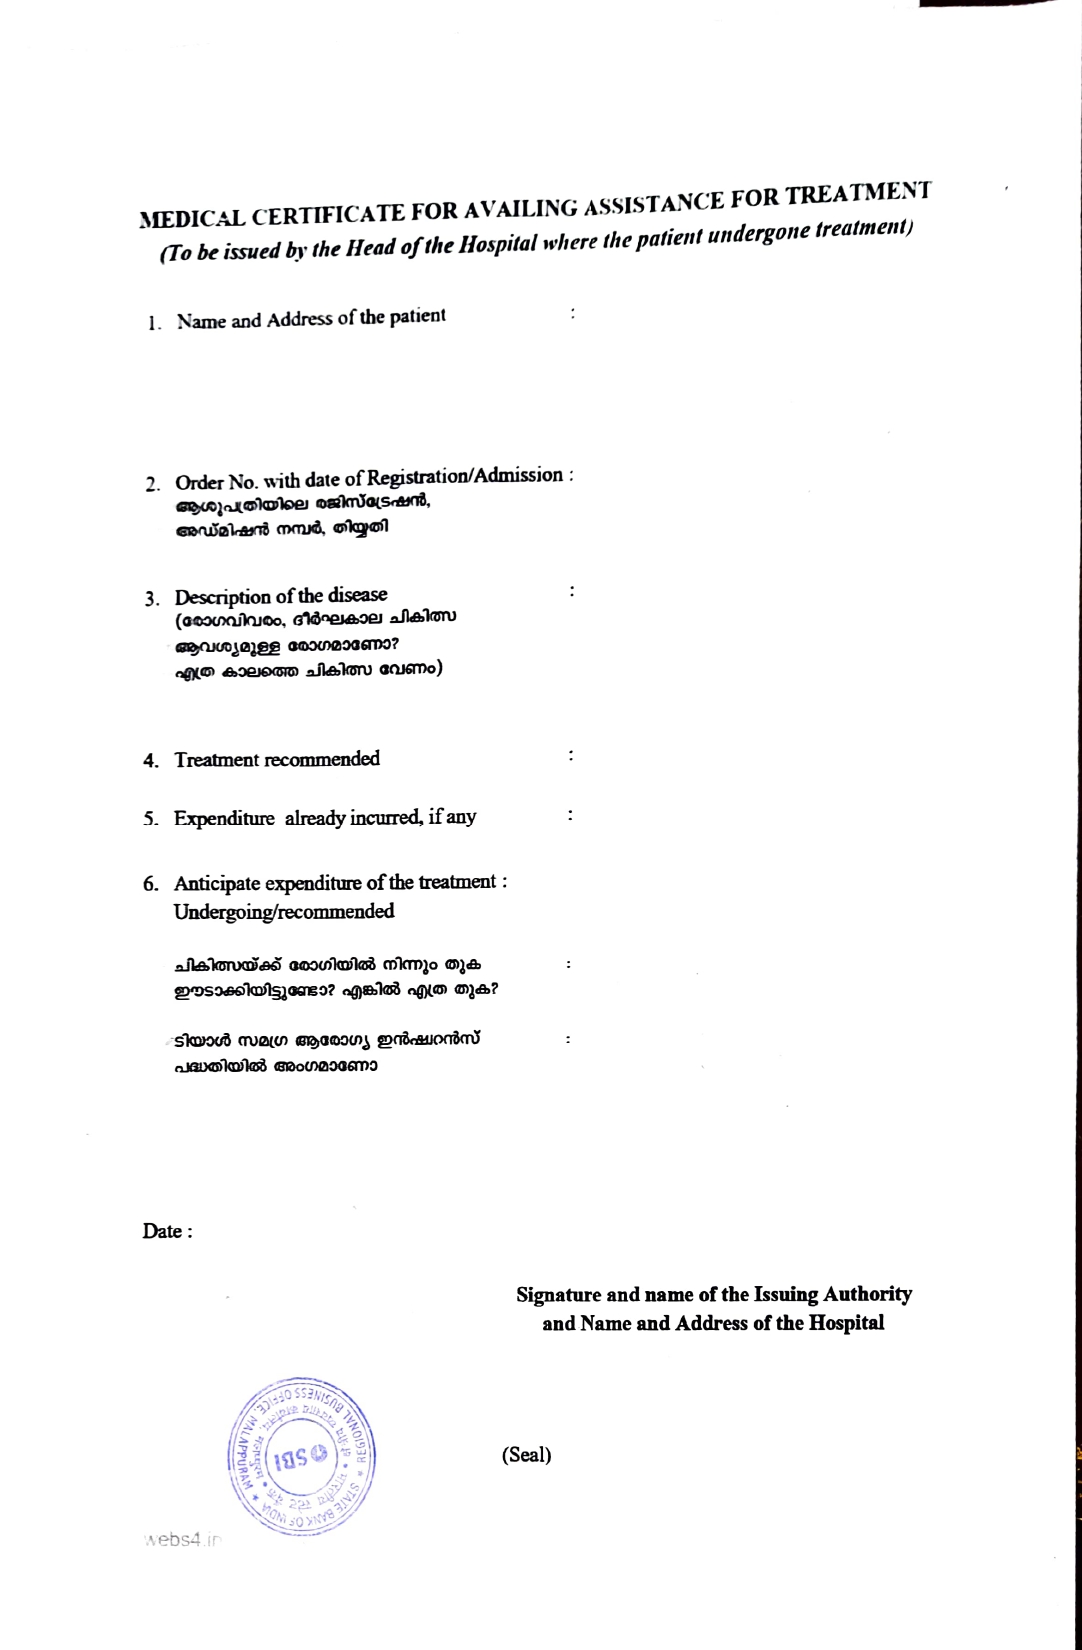 MEDICAL CERTIFICATE FOR AVAILING ASSISTANCE FOR TREATMENT
(To be issued by the Head of the Hospital where the patient undergone treatment)
1. Name and Address of the patient :
2. Order No. with date of Registration/Admission :
ആശുപത്രിയിലെ രജിസ്ട്രേഷൻ,
അഡ്മിഷൻ നമ്പർ, തിയ്യതി
3. Description of the disease :
(രോഗവിവരം, ദീർഘകാല ചികിത്സ
ആവശ്യമുള്ള രോഗമാണോ?
എത്ര കാലത്തെ ചികിത്സ വേണം)
4. Treatment recommended :
5. Expenditure already incurred, if any :
6. Anticipate expenditure of the treatment :
Undergoing/recommended
ചികിത്സയ്ക്ക് രോഗിയിൽ നിന്നും തുക :
ഈടാക്കിയിട്ടുണ്ടോ? എങ്കിൽ എത്ര തുക?
ടിയാൾ സമഗ്ര ആരോഗ്യ ഇൻഷ്വറൻസ് :
പദ്ധതിയിൽ അംഗമാണോ
Date :
Signature and name of the Issuing Authority
and Name and Address of the Hospital
(Seal)
★ STATE BANK OF INDIA ★
REGIONAL BUSINESS OFFICE, MALAPPURAM
भारतीय स्टेट बैंक
SBI
webs4.in